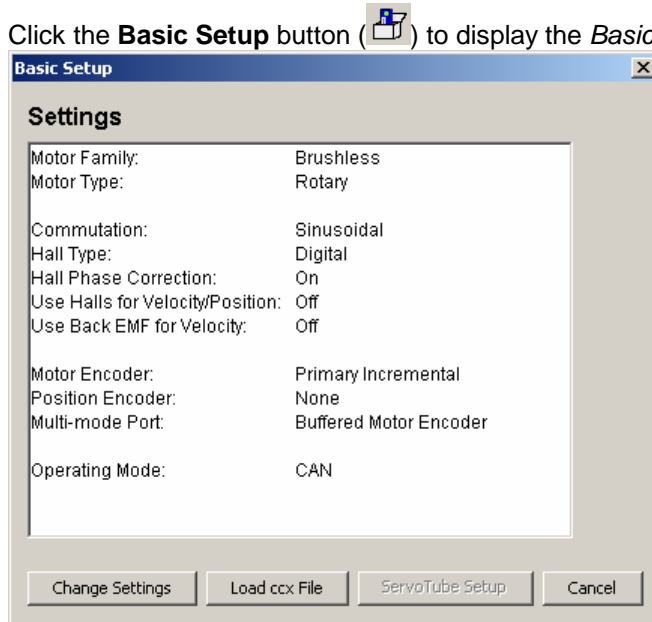 Click the Basic Setup button ( ) to display the Basic
Basic Setup
Settings
Motor Family: Brushless
Motor Type: Rotary
Commutation: Sinusoidal
Hall Type: Digital
Hall Phase Correction: On
Use Halls for Velocity/Position: Off
Use Back EMF for Velocity: Off
Motor Encoder: Primary Incremental
Position Encoder: None
Multi-mode Port: Buffered Motor Encoder
Operating Mode: CAN
Change Settings Load ccx File ServoTube Setup Cancel